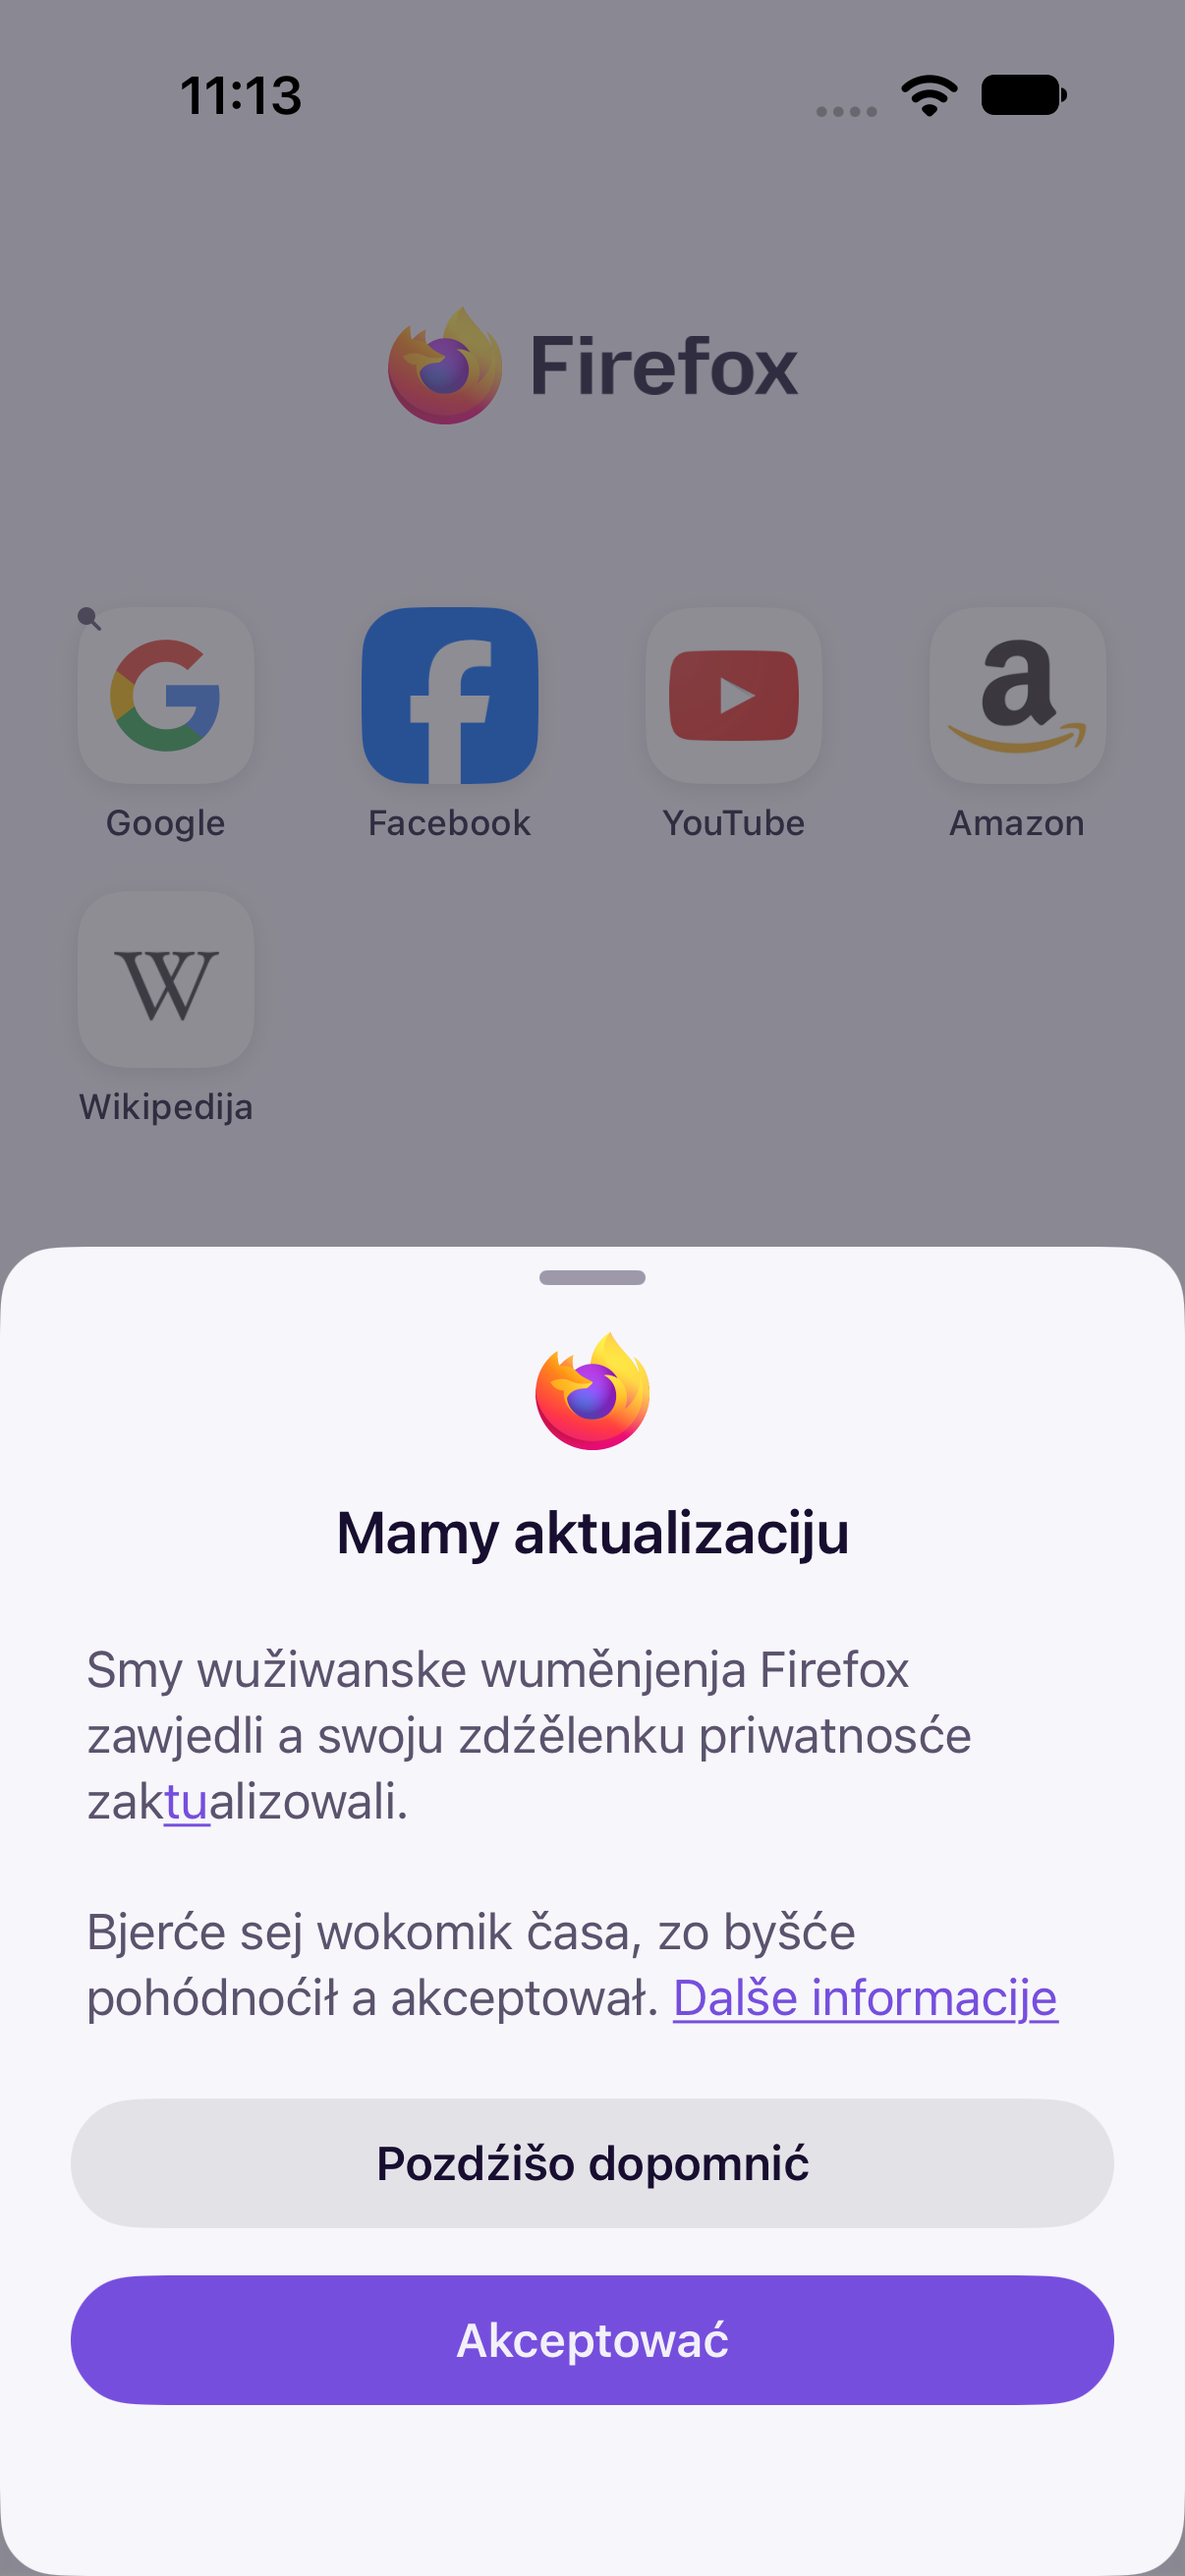 11:13
Firefox
Google
Facebook
YouTube
Amazon
Wikipedija
Mamy aktualizaciju
Smy wužiwanske wuměnjenja Firefox
zawjedli a swoju zdźělenku priwatnosće
zaktualizowali.
Bjerće sej wokomik časa, zo byšće
pohódnoćił a akceptował. Dalše informacije
Pozdźišo dopomnić
Akceptować